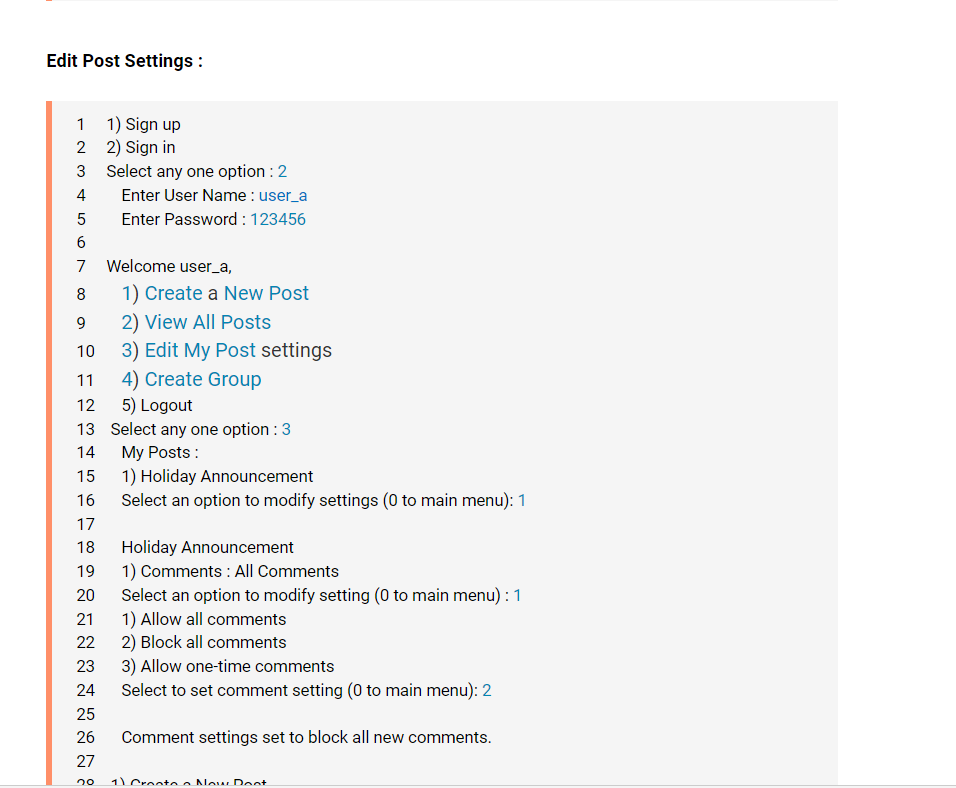 Edit Post Settings :
1 1) Sign up
2 2) Sign in
3 Select any one option : 2
4 Enter User Name : user_a
5 Enter Password : 123456
6
7 Welcome user_a,
8 1) Create a New Post
9 2) View All Posts
10 3) Edit My Post settings
11 4) Create Group
12 5) Logout
13 Select any one option : 3
14 My Posts :
15 1) Holiday Announcement
16 Select an option to modify settings (0 to main menu): 1
17
18 Holiday Announcement
19 1) Comments : All Comments
20 Select an option to modify setting (0 to main menu) : 1
21 1) Allow all comments
22 2) Block all comments
23 3) Allow one-time comments
24 Select to set comment setting (0 to main menu): 2
25
26 Comment settings set to block all new comments.
27
28 1) Create a New Post